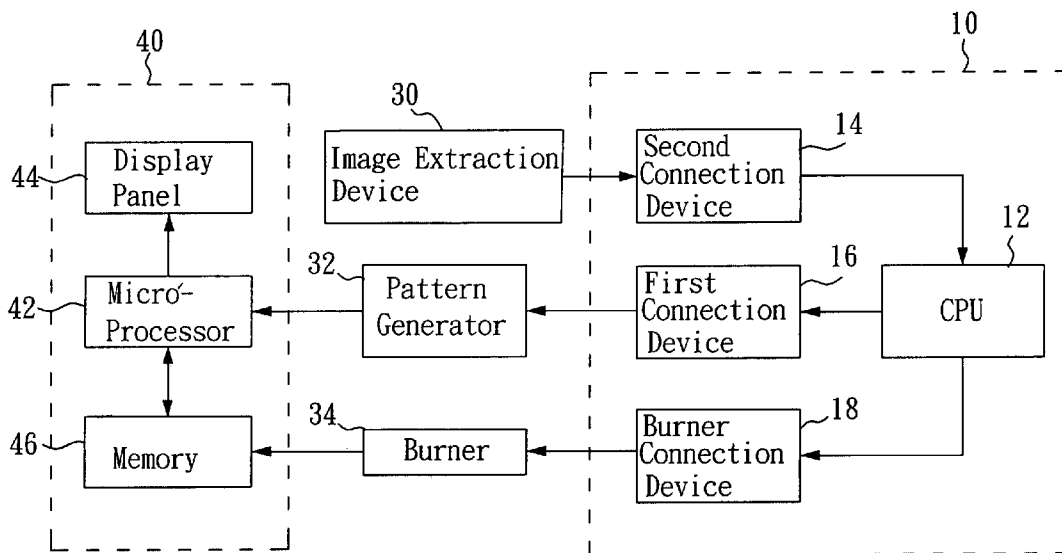 40
10
30
Image Extraction
Device
Second
Connection
Device
14
44
Display
Panel
12
32
16
42
Micro-
Processor
Pattern
Generator
First
Connection
Device
CPU
34
18
46
Memory
Burner
Burner
Connection
Device